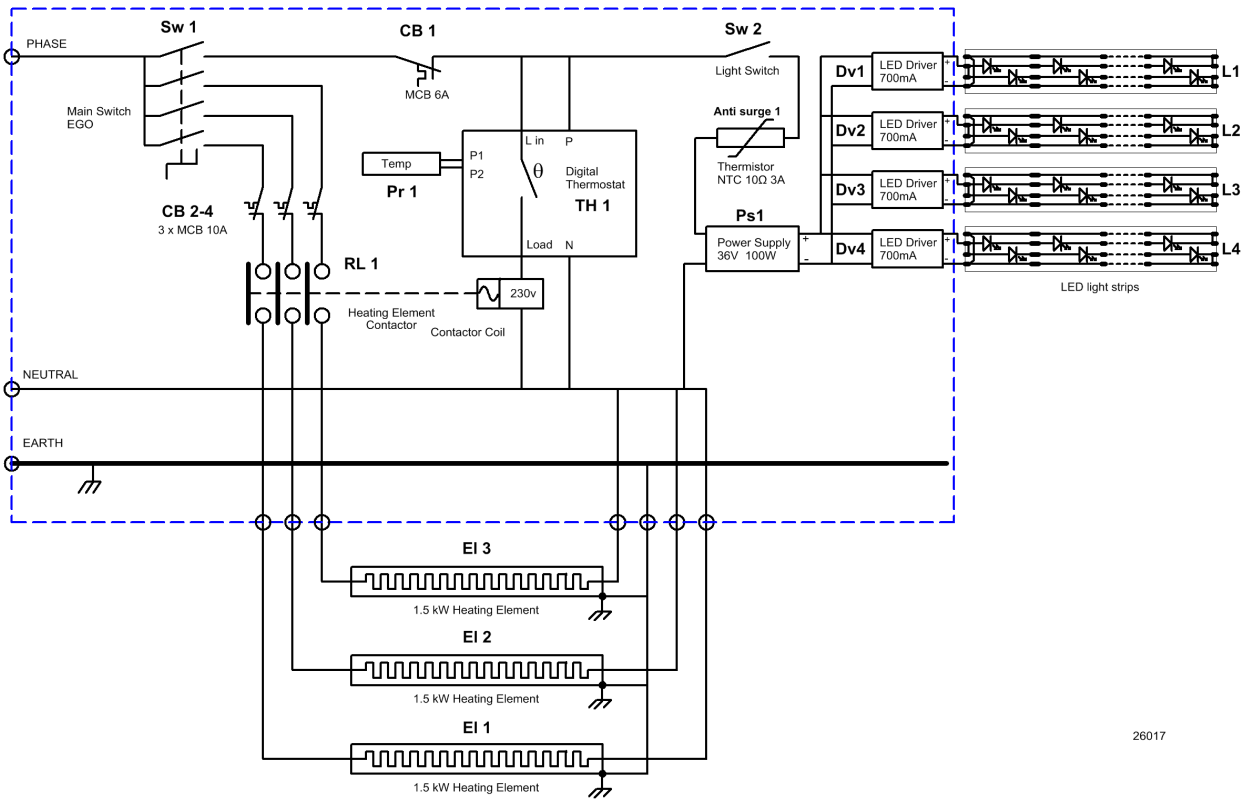 Sw 1
CB 1
Sw 2
PHASE
Light Switch
MCB 6A
Main Switch
EGO
Dv1
LED Driver
700mA
+
-
L1
Anti surge 1
Thermistor
NTC 10Ω 3A
Dv2
LED Driver
700mA
+
-
L2
Temp
Pr 1
P1
P2
L in
P
θ
Digital
Thermostat
TH 1
Load
N
Dv3
LED Driver
700mA
+
-
L3
CB 2-4
3 x MCB 10A
Ps1
Power Supply
36V 100W
+
-
Dv4
LED Driver
700mA
+
-
L4
LED light strips
RL 1
230v
Heating Element
Contactor
Contactor Coil
NEUTRAL
EARTH
El 3
1.5 kW Heating Element
El 2
1.5 kW Heating Element
El 1
1.5 kW Heating Element
26017